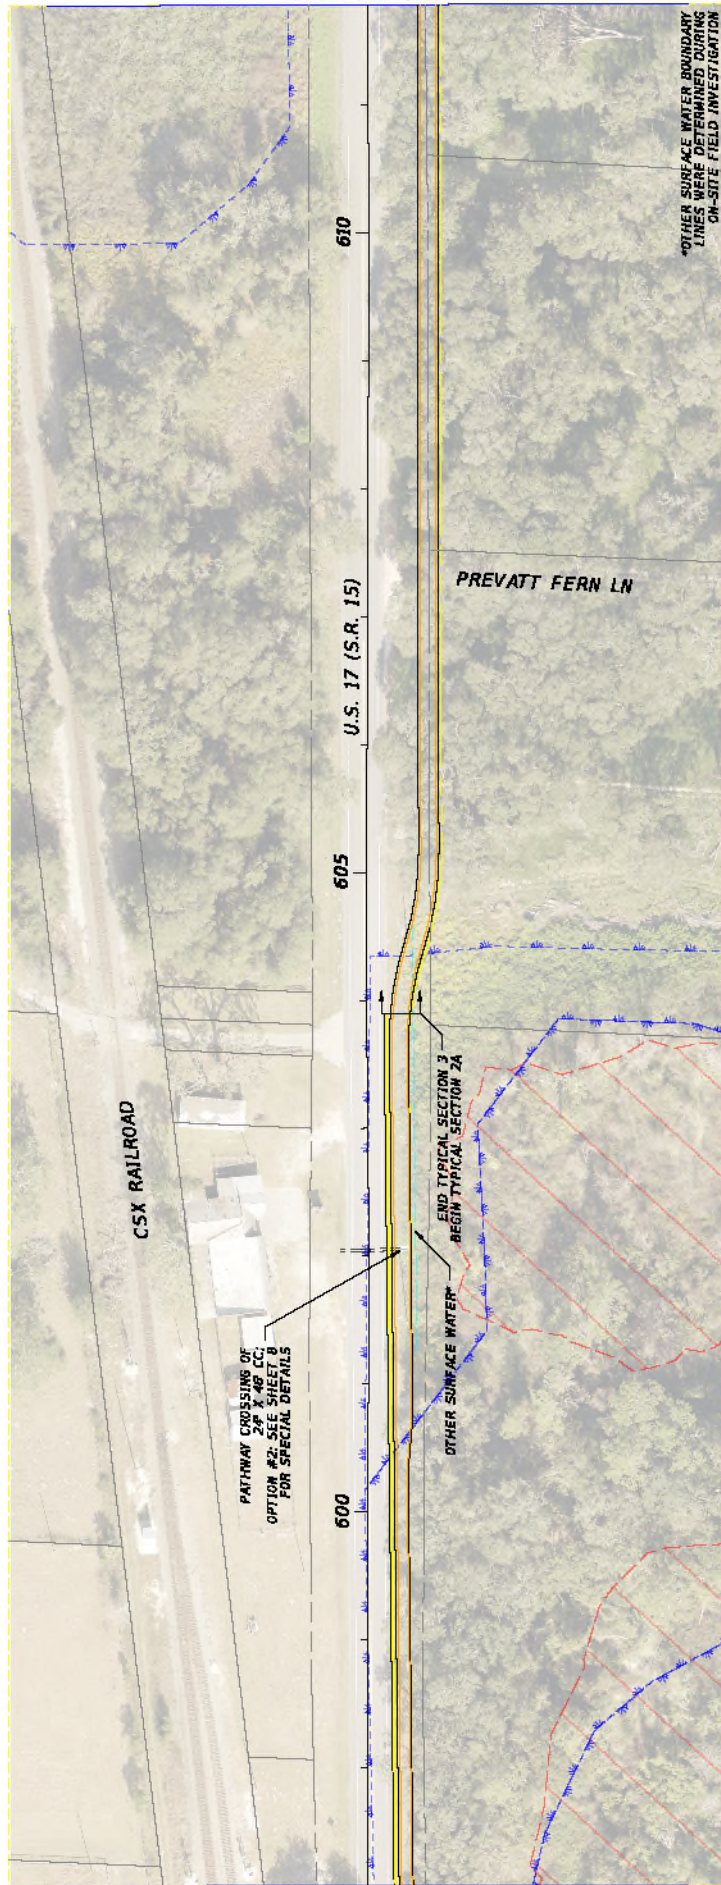 *OTHER SURFACE WATER BOUNDARY
LINES WERE DETERMINED DURING
ON-SITE FIELD INVESTIGATION
610
PREVATT FERN LN
U.S. 17 (S.R. 15)
605
END TYPICAL SECTION 3
BEGIN TYPICAL SECTION 2A
CSX RAILROAD
OTHER SURFACE WATER*
PATHWAY CROSSING OF
24" X 48' CC;
OPTION #2: SEE SHEET 8
FOR SPECIAL DETAILS
600